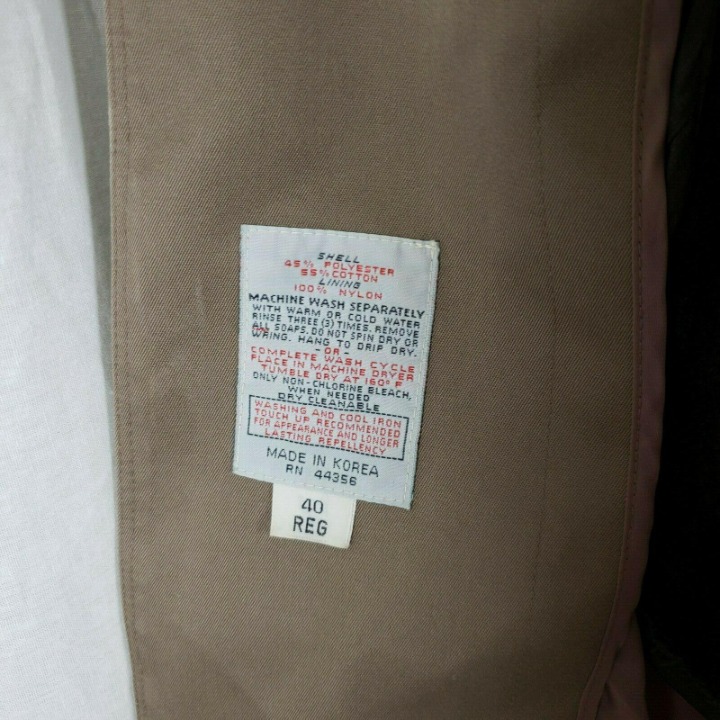 SHELL
45% POLYESTER
55% COTTON
LINING
100% NYLON
MACHINE WASH SEPARATELY
WITH WARM OR COLD WATER
RINSE THREE (3) TIMES. REMOVE
ALL SOAPS. DO NOT SPIN DRY OR
WRING. HANG TO DRIP DRY.
- OR -
COMPLETE WASH CYCLE
PLACE IN MACHINE DRYER
TUMBLE DRY AT 160° F
ONLY NON-CHLORINE BLEACH,
WHEN NEEDED
DRY CLEANABLE
WASHING AND COOL IRON
TOUCH UP RECOMMENDED
FOR APPEARANCE AND LONGER
LASTING REPELLENCY
MADE IN KOREA
RN 44356
40
REG